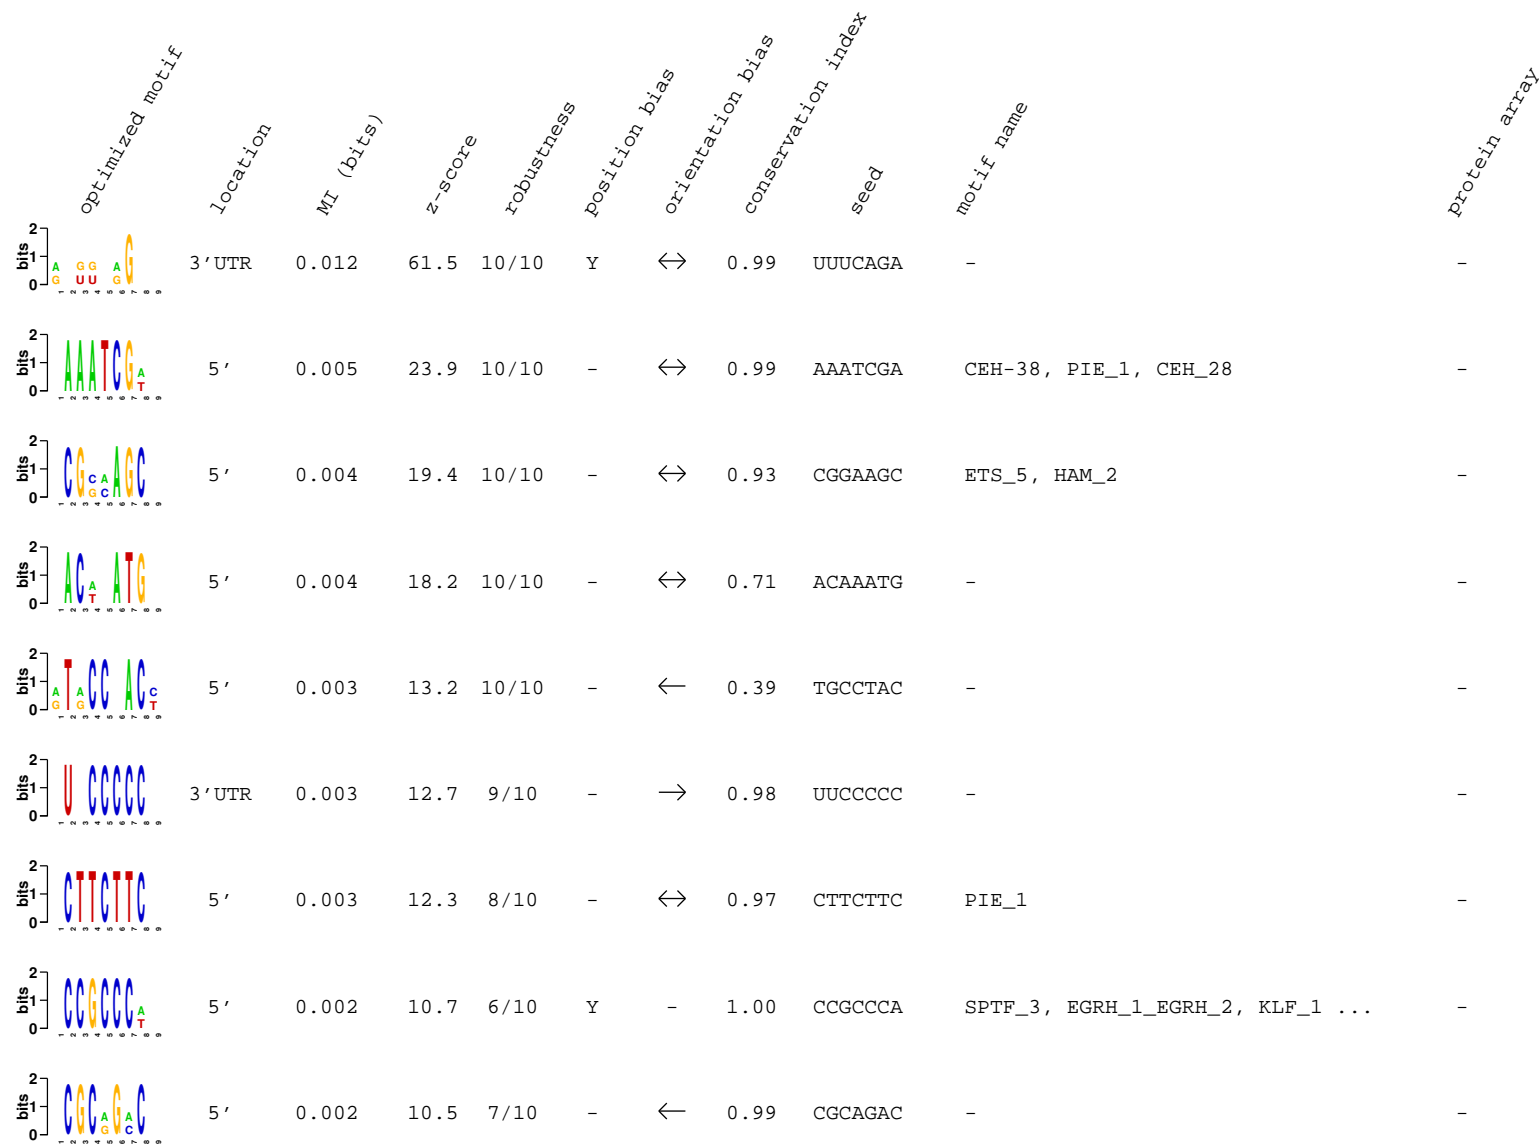 optimized motif location MI (bits) z-score robustness position bias orientation bias conservation index seed motif name protein array
3'UTR 0.012 61.5 10/10 Y ↔ 0.99 UUUCAGA - -
5' 0.005 23.9 10/10 - ↔ 0.99 AAATCGA CEH-38, PIE_1, CEH_28 -
5' 0.004 19.4 10/10 - ↔ 0.93 CGGAAGC ETS_5, HAM_2 -
5' 0.004 18.2 10/10 - ↔ 0.71 ACAAATG - -
5' 0.003 13.2 10/10 - ← 0.39 TGCCTAC - -
3'UTR 0.003 12.7 9/10 - → 0.98 UUCCCCC - -
5' 0.003 12.3 8/10 - ↔ 0.97 CTTCTTC PIE_1 -
5' 0.002 10.7 6/10 Y - 1.00 CCGCCCA SPTF_3, EGRH_1_EGRH_2, KLF_1 ... -
5' 0.002 10.5 7/10 - ← 0.99 CGCAGAC - -